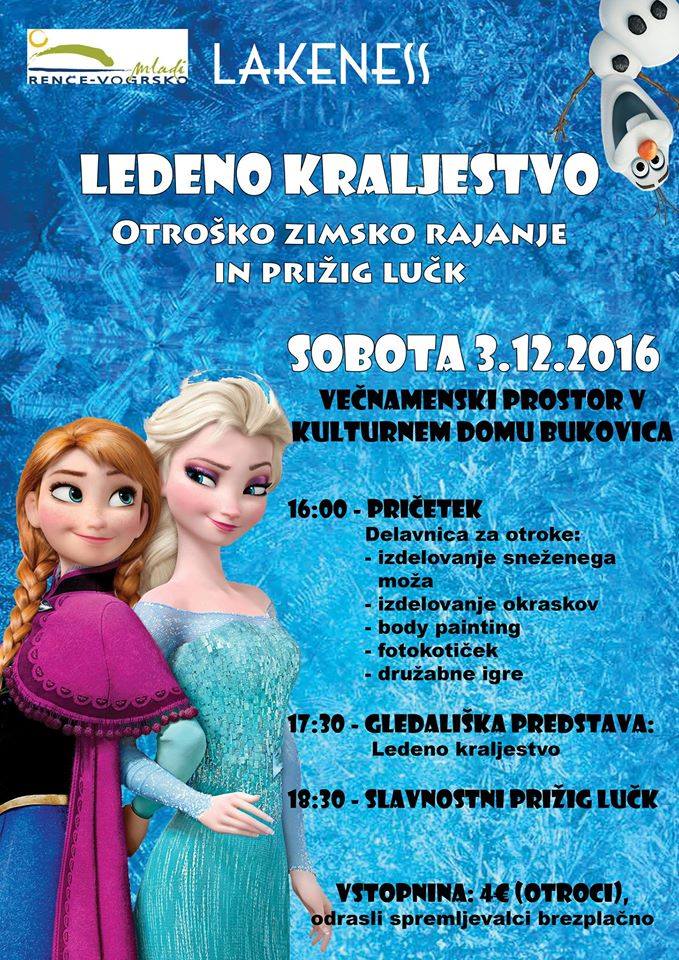 mladi
RENČE-VOGRSKO
LAKENESS
LEDENO KRALJESTVO
OTROŠKO ZIMSKO RAJANJE
IN PRIŽIG LUČK
SOBOTA 3.12.2016
VEČNAMENSKI PROSTOR V
KULTURNEM DOMU BUKOVICA
16:00 - PRIČETEK
Delavnica za otroke:
- izdelovanje sneženega
moža
- izdelovanje okraskov
- body painting
- fotokotiček
- družabne igre
17:30 - GLEDALIŠKA PREDSTAVA:
Ledeno kraljestvo
18:30 - SLAVNOSTNI PRIŽIG LUČK
VSTOPNINA: 4€ (OTROCI),
odrasli spremljevalci brezplačno